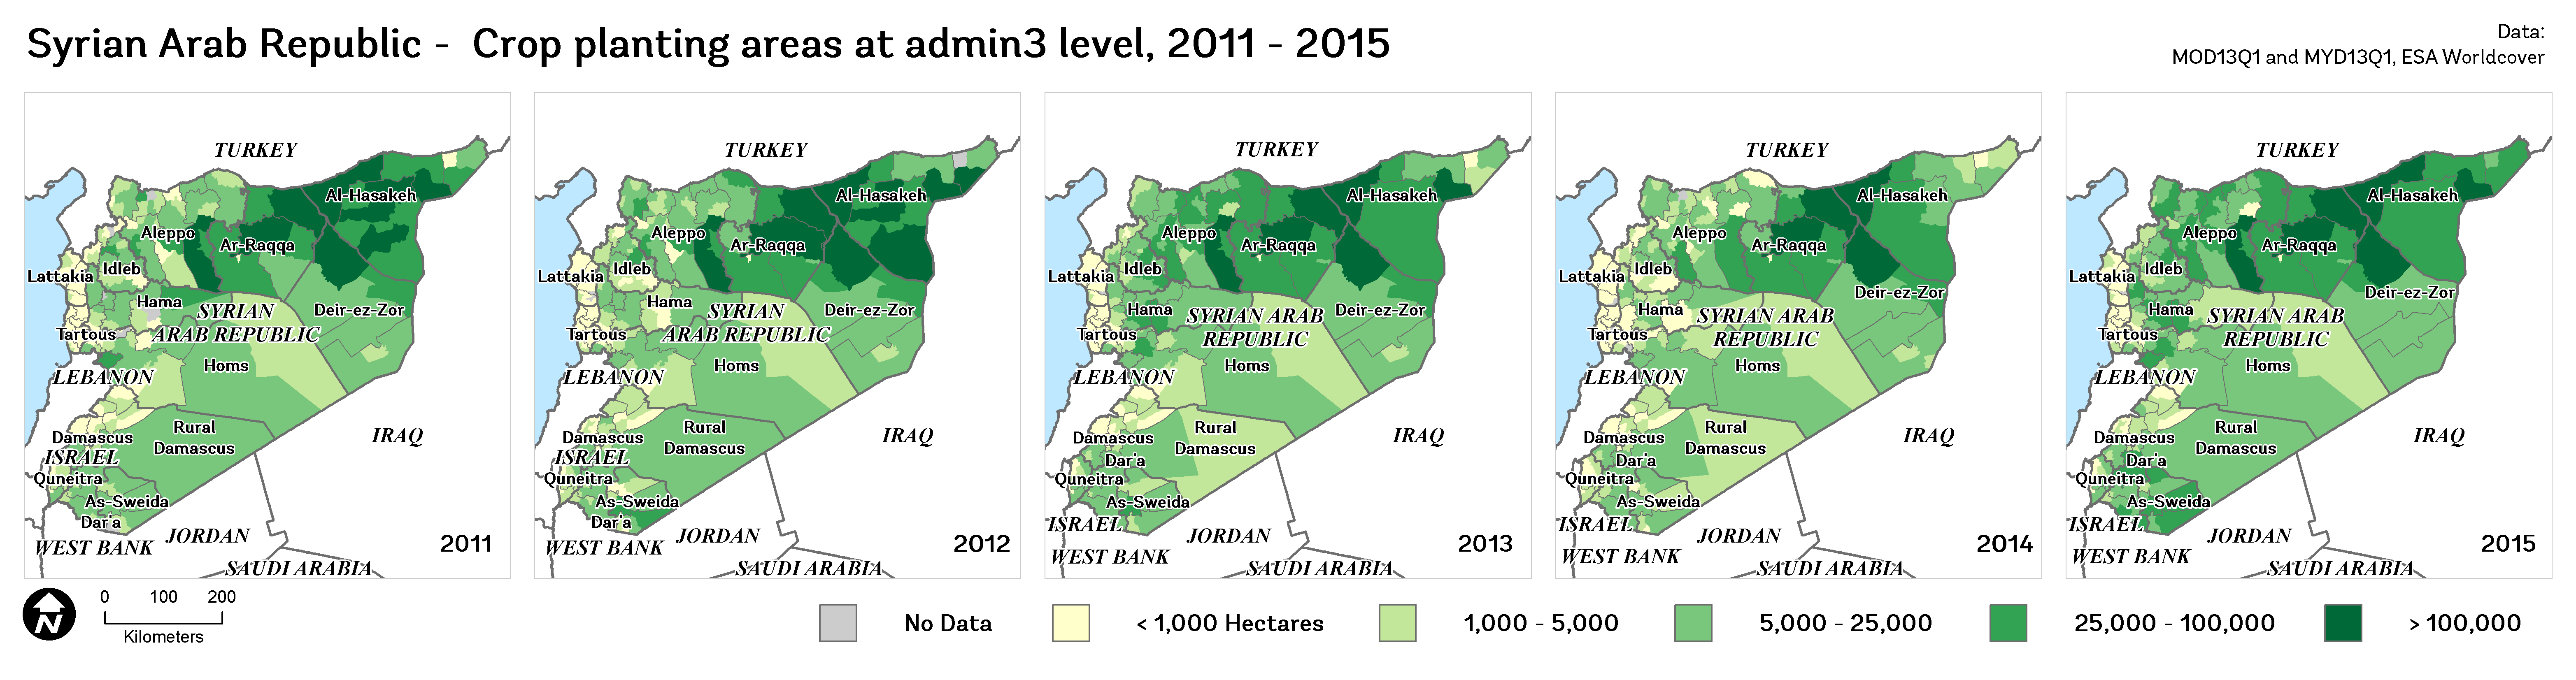 Syrian Arab Republic - Crop planting areas at admin3 level, 2011 - 2015
Data:
MOD13Q1 and MYD13Q1, ESA Worldcover
TURKEY
Al-Hasakeh
Aleppo
Ar-Raqqa
Lattakia
Idleb
Hama
SYRIAN
Deir-ez-Zor
Tartous
ARAB REPUBLIC
Homs
LEBANON
Rural
Damascus
Damascus
IRAQ
ISRAEL
Quneitra
As-Sweida
Dar'a
JORDAN
WEST BANK
2011
SAUDI ARABIA
TURKEY
Al-Hasakeh
Aleppo
Ar-Raqqa
Lattakia
Idleb
Hama
SYRIAN
Deir-ez-Zor
Tartous
ARAB REPUBLIC
Homs
LEBANON
Rural
Damascus
Damascus
IRAQ
ISRAEL
Quneitra
As-Sweida
Dar'a
JORDAN
WEST BANK
2012
SAUDI ARABIA
TURKEY
Al-Hasakeh
Aleppo
Ar-Raqqa
Lattakia
Idleb
Hama
Deir-ez-Zor
SYRIAN ARAB
Tartous
REPUBLIC
Homs
LEBANON
Rural
Damascus
Damascus
IRAQ
Dar'a
Quneitra
As-Sweida
ISRAEL
JORDAN
WEST BANK
2013
SAUDI ARABIA
TURKEY
Al-Hasakeh
Aleppo
Ar-Raqqa
Lattakia
Idleb
Deir-ez-Zor
Hama
SYRIAN ARAB
Tartous
REPUBLIC
Homs
LEBANON
Rural
Damascus
Damascus
IRAQ
Dar'a
Quneitra
As-Sweida
ISRAEL
JORDAN
WEST BANK
2014
SAUDI ARABIA
TURKEY
Al-Hasakeh
Aleppo
Ar-Raqqa
Lattakia
Idleb
Deir-ez-Zor
Hama
SYRIAN ARAB
Tartous
REPUBLIC
Homs
LEBANON
Rural
Damascus
Damascus
IRAQ
Dar'a
Quneitra
As-Sweida
ISRAEL
JORDAN
WEST BANK
2015
SAUDI ARABIA
N
0 100 200
Kilometers
No Data
< 1,000 Hectares
1,000 - 5,000
5,000 - 25,000
25,000 - 100,000
> 100,000